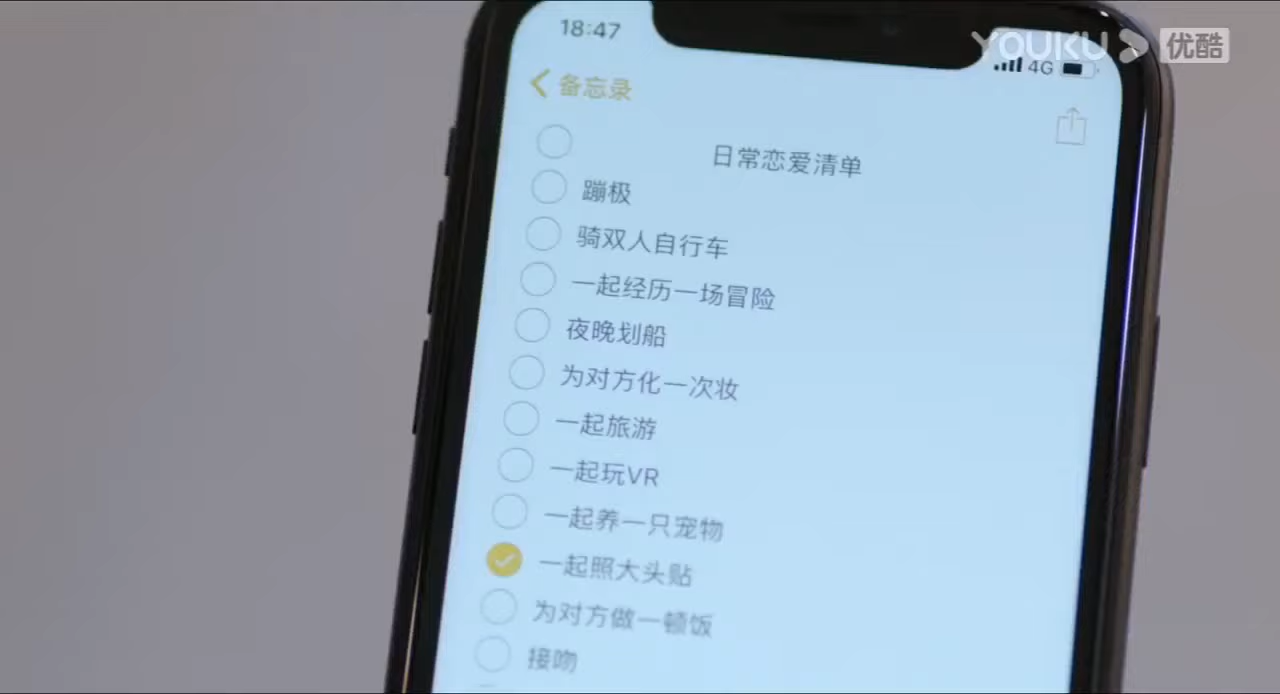 18:47
YOUKU 优酷
4G
备忘录
日常恋爱清单
蹦极
骑双人自行车
一起经历一场冒险
夜晚划船
为对方化一次妆
一起旅游
一起玩VR
一起养一只宠物
一起照大头贴
为对方做一顿饭
接吻